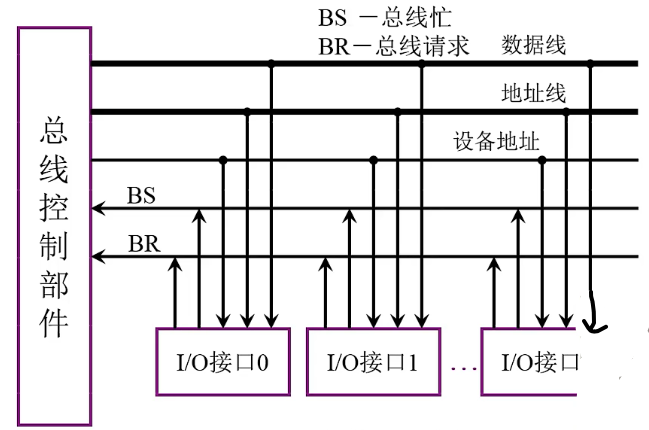 BS －总线忙
BR－总线请求
数据线
地址线
设备地址
BS
BR
总线控制部件
I/O接口0
I/O接口1
…
I/O接口